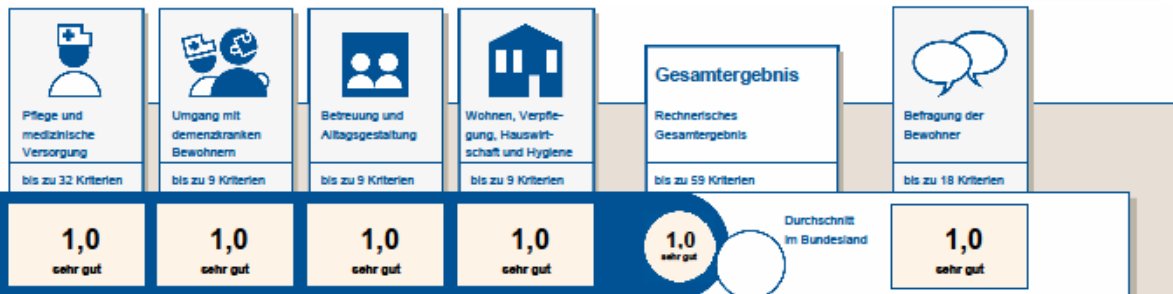 Pflege und
medizinische
Versorgung
bis zu 32 Kriterien
1,0
sehr gut
Umgang mit
demenzkranken
Bewohnern
bis zu 9 Kriterien
1,0
sehr gut
Betreuung und
Alltagsgestaltung
bis zu 9 Kriterien
1,0
sehr gut
Wohnen, Verpfle-
gung, Hauswirt-
schaft und Hygiene
bis zu 9 Kriterien
1,0
sehr gut
Gesamtergebnis
Rechnerisches
Gesamtergebnis
bis zu 59 Kriterien
1,0
sehr gut
Durchschnitt
im Bundesland
Befragung der
Bewohner
bis zu 18 Kriterien
1,0
sehr gut